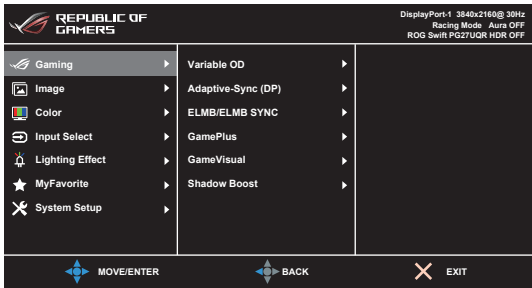 REPUBLIC OF
GAMERS
DisplayPort-1 3840x2160@ 30Hz
Racing Mode Aura OFF
ROG Swift PG27UQR HDR OFF
Gaming
Image
Color
Input Select
Lighting Effect
MyFavorite
System Setup
Variable OD
Adaptive-Sync (DP)
ELMB/ELMB SYNC
GamePlus
GameVisual
Shadow Boost
MOVE/ENTER
BACK
EXIT